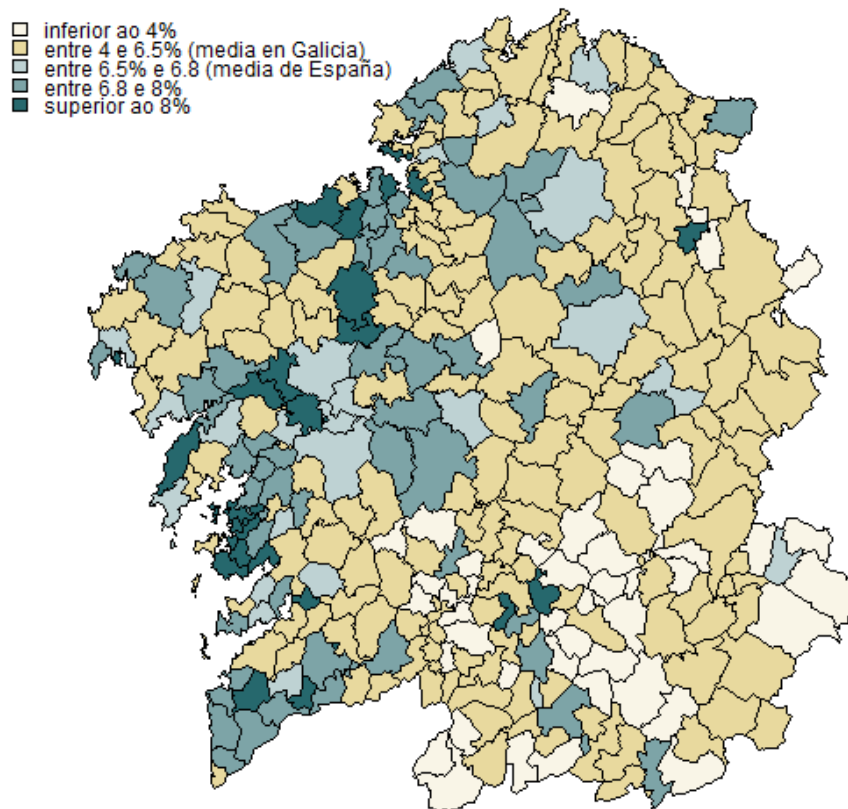 inferior ao 4%
entre 4 e 6.5% (media en Galicia)
entre 6.5% e 6.8 (media de España)
entre 6.8 e 8%
superior ao 8%